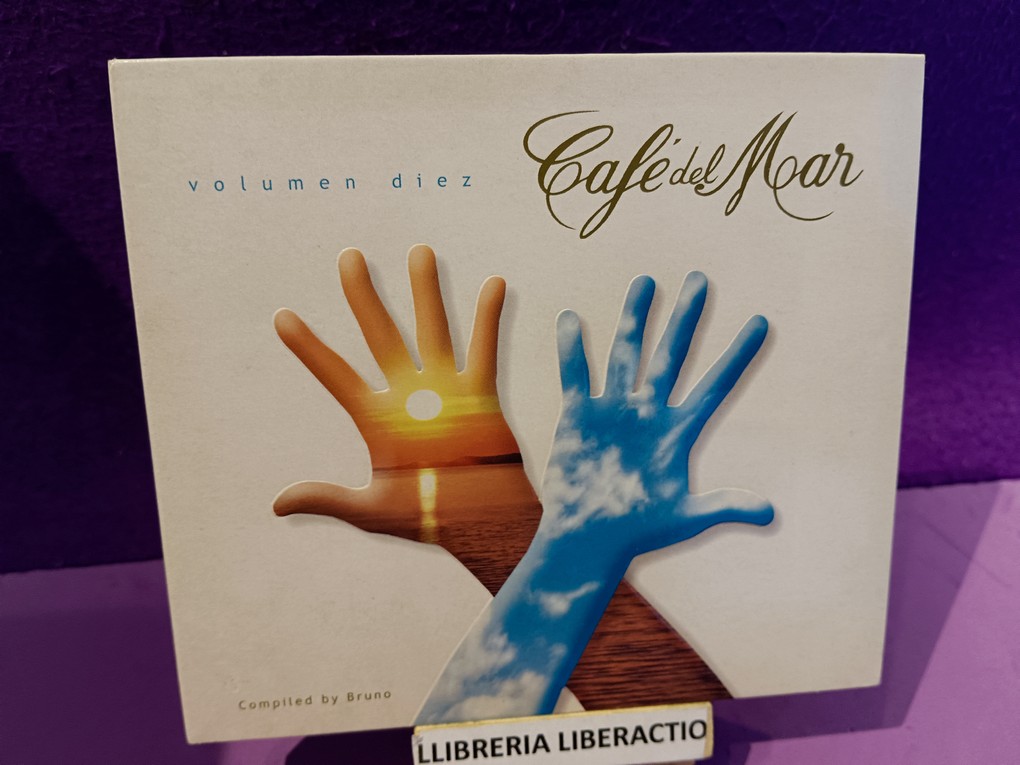 Café del Mar
volumen diez
Compiled by Bruno
LLIBRERIA LIBERACTIO